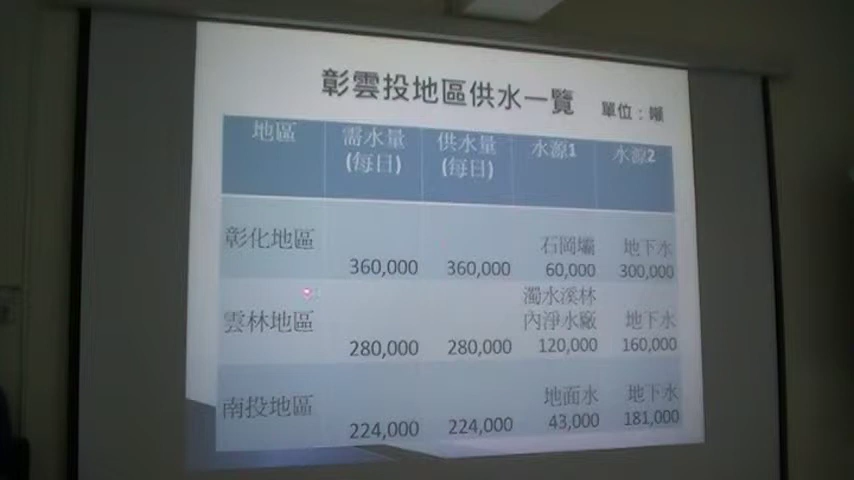 彰雲投地區供水一覽 單位:噸
地區 需水量(每日) 供水量(每日) 水源1 水源2
彰化地區 360,000 360,000 石岡壩 60,000 地下水 300,000
雲林地區 280,000 280,000 濁水溪林內淨水廠 120,000 地下水 160,000
南投地區 224,000 224,000 地面水 43,000 地下水 181,000